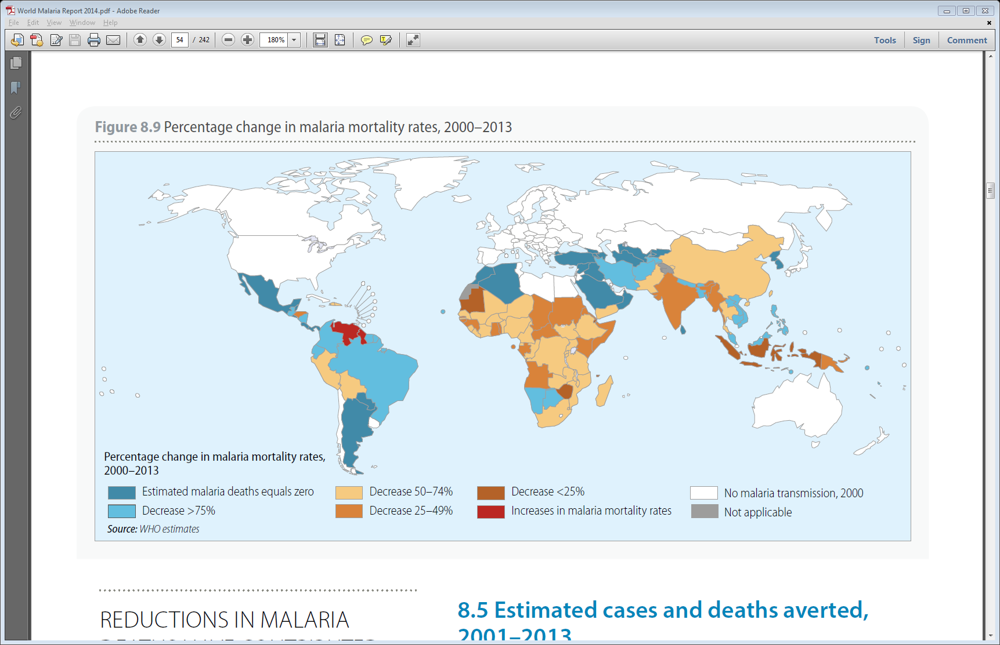 World Malaria Report 2014.pdf - Adobe Reader
File Edit View Window Help
54 / 242 180% Tools Sign Comment
Figure 8.9 Percentage change in malaria mortality rates, 2000–2013
Percentage change in malaria mortality rates,
2000–2013
Estimated malaria deaths equals zero
Decrease >75%
Decrease 50–74%
Decrease 25–49%
Decrease <25%
Increases in malaria mortality rates
No malaria transmission, 2000
Not applicable
Source: WHO estimates
REDUCTIONS IN MALARIA
8.5 Estimated cases and deaths averted,
2001–2013